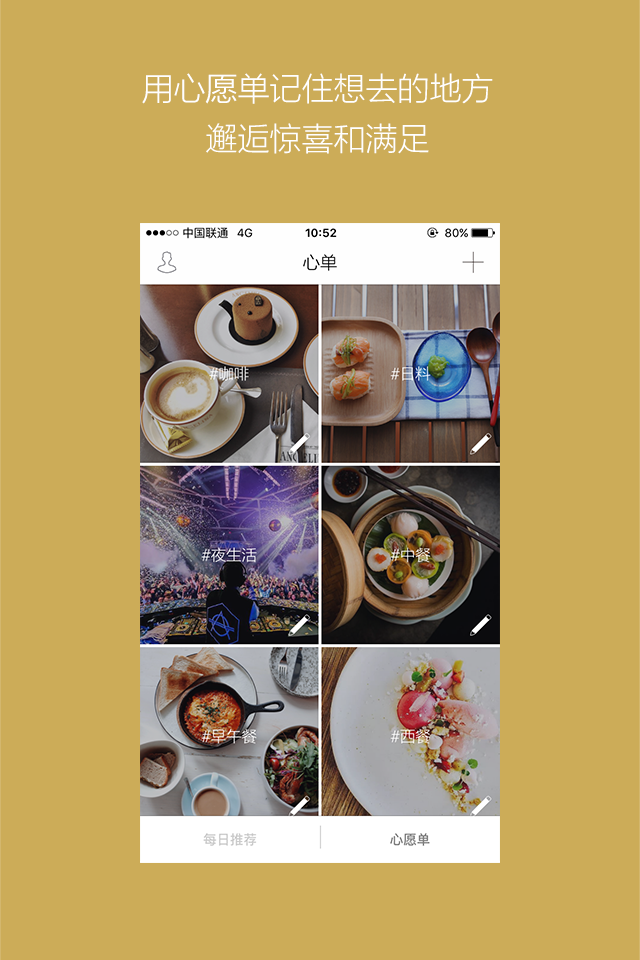 用心愿单记住想去的地方
邂逅惊喜和满足
中国联通 4G 10:52 80%
心单
#咖啡 #日料
ANGELI
#夜生活 #中餐
#早午餐 #西餐
每日推荐 心愿单